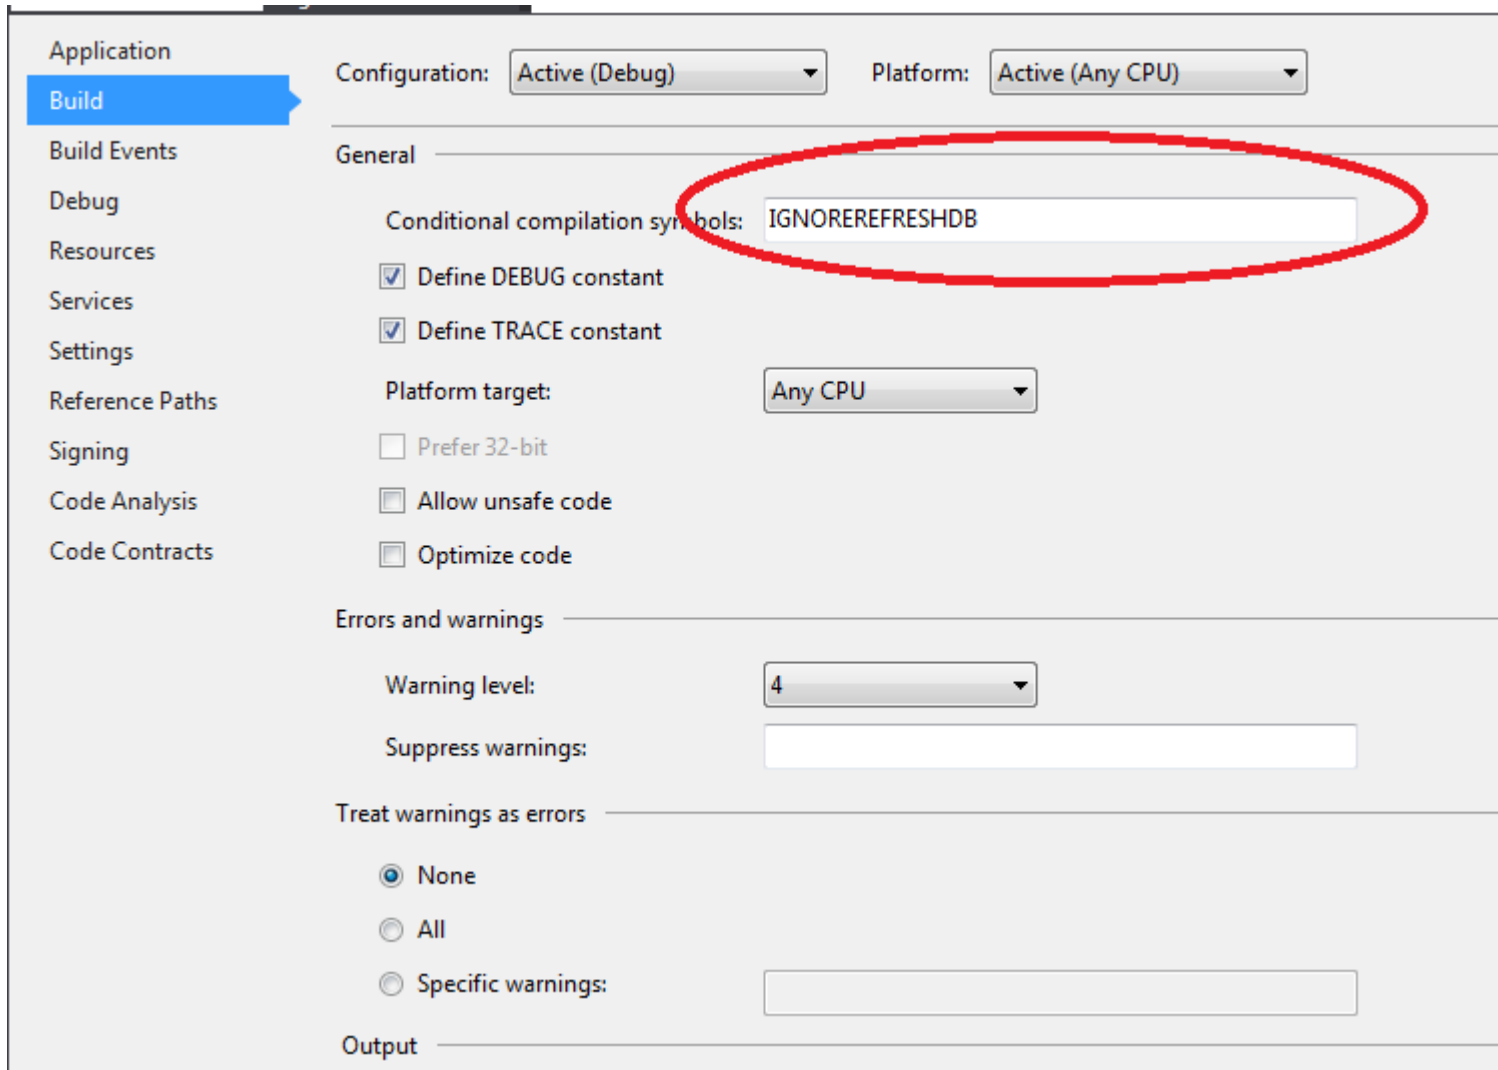 Application
Build
Build Events
Debug
Resources
Services
Settings
Reference Paths
Signing
Code Analysis
Code Contracts
Configuration: Active (Debug) Platform: Active (Any CPU)
General
Conditional compilation symbols: IGNOREREFRESHDB
Define DEBUG constant
Define TRACE constant
Platform target: Any CPU
Prefer 32-bit
Allow unsafe code
Optimize code
Errors and warnings
Warning level: 4
Suppress warnings:
Treat warnings as errors
None
All
Specific warnings:
Output